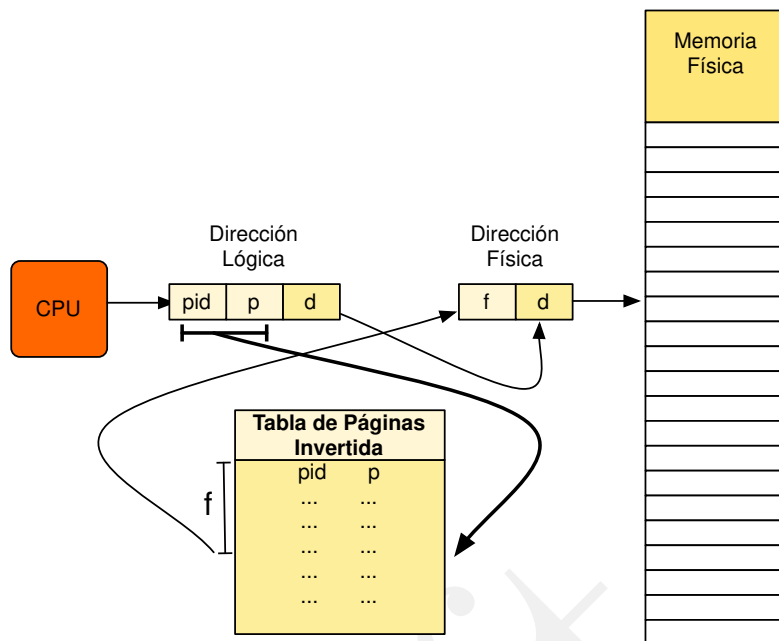 Memoria
Física
Dirección
Lógica
Dirección
Física
CPU
pid p d
f d
Tabla de Páginas
Invertida
pid p
... ...
... ...
... ...
... ...
... ...
f